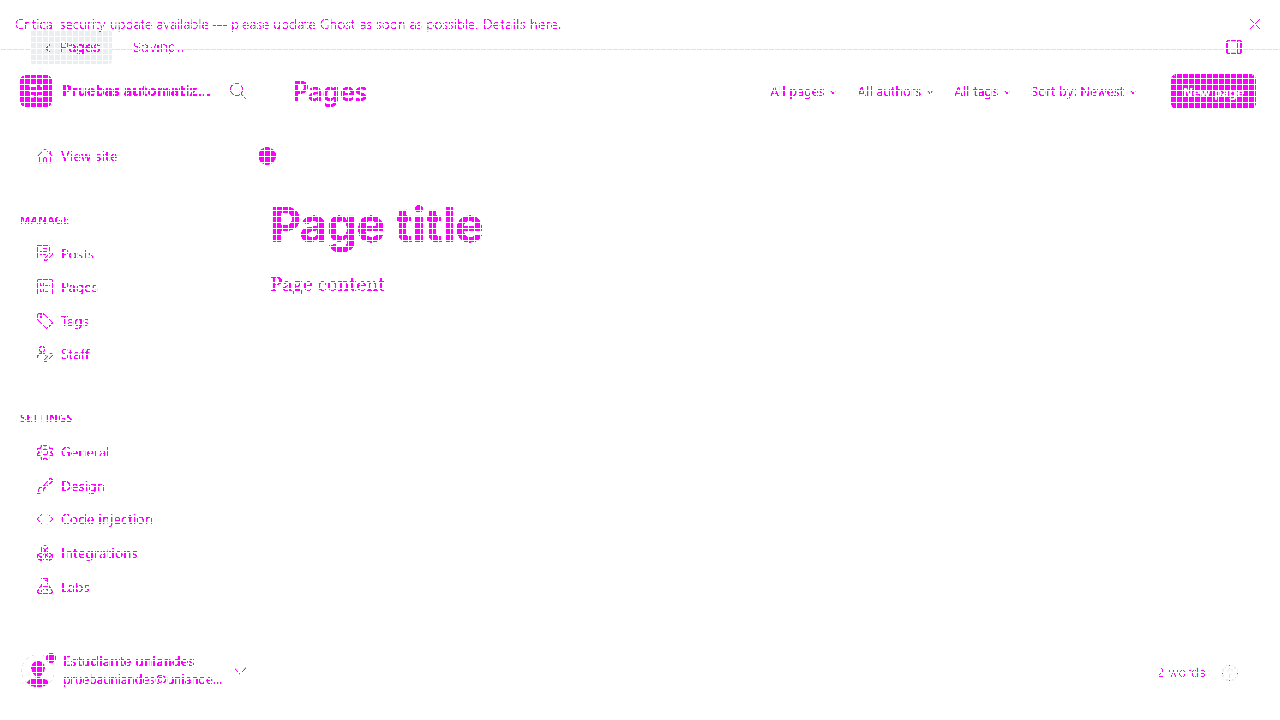 Critical security update available — please update Ghost as soon as possible. Details here.
Pages Saving...
Pruebas automatiz... Pages All pages All authors All tags Sort by: Newest New page
View site
Page title
MANAGE
Posts
Page content
Pages
Tags
Staff
SETTINGS
General
Design
Code injection
Integrations
Labs
Estudiante uniandes
pruebauniandes@uniande...
2 words